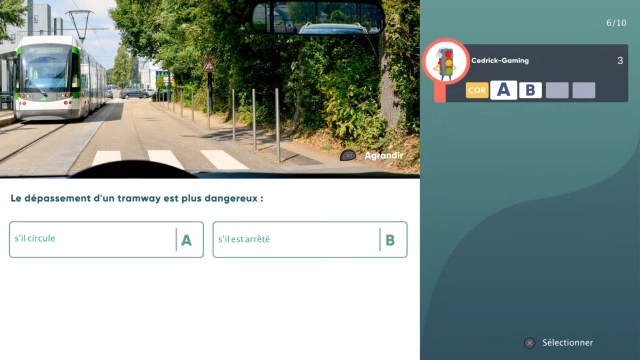 6/10
Cedrick-Gaming 3
COR A B
Agrandir
Le dépassement d'un tramway est plus dangereux :
s'il circule A
s'il est arrêté B
Sélectionner